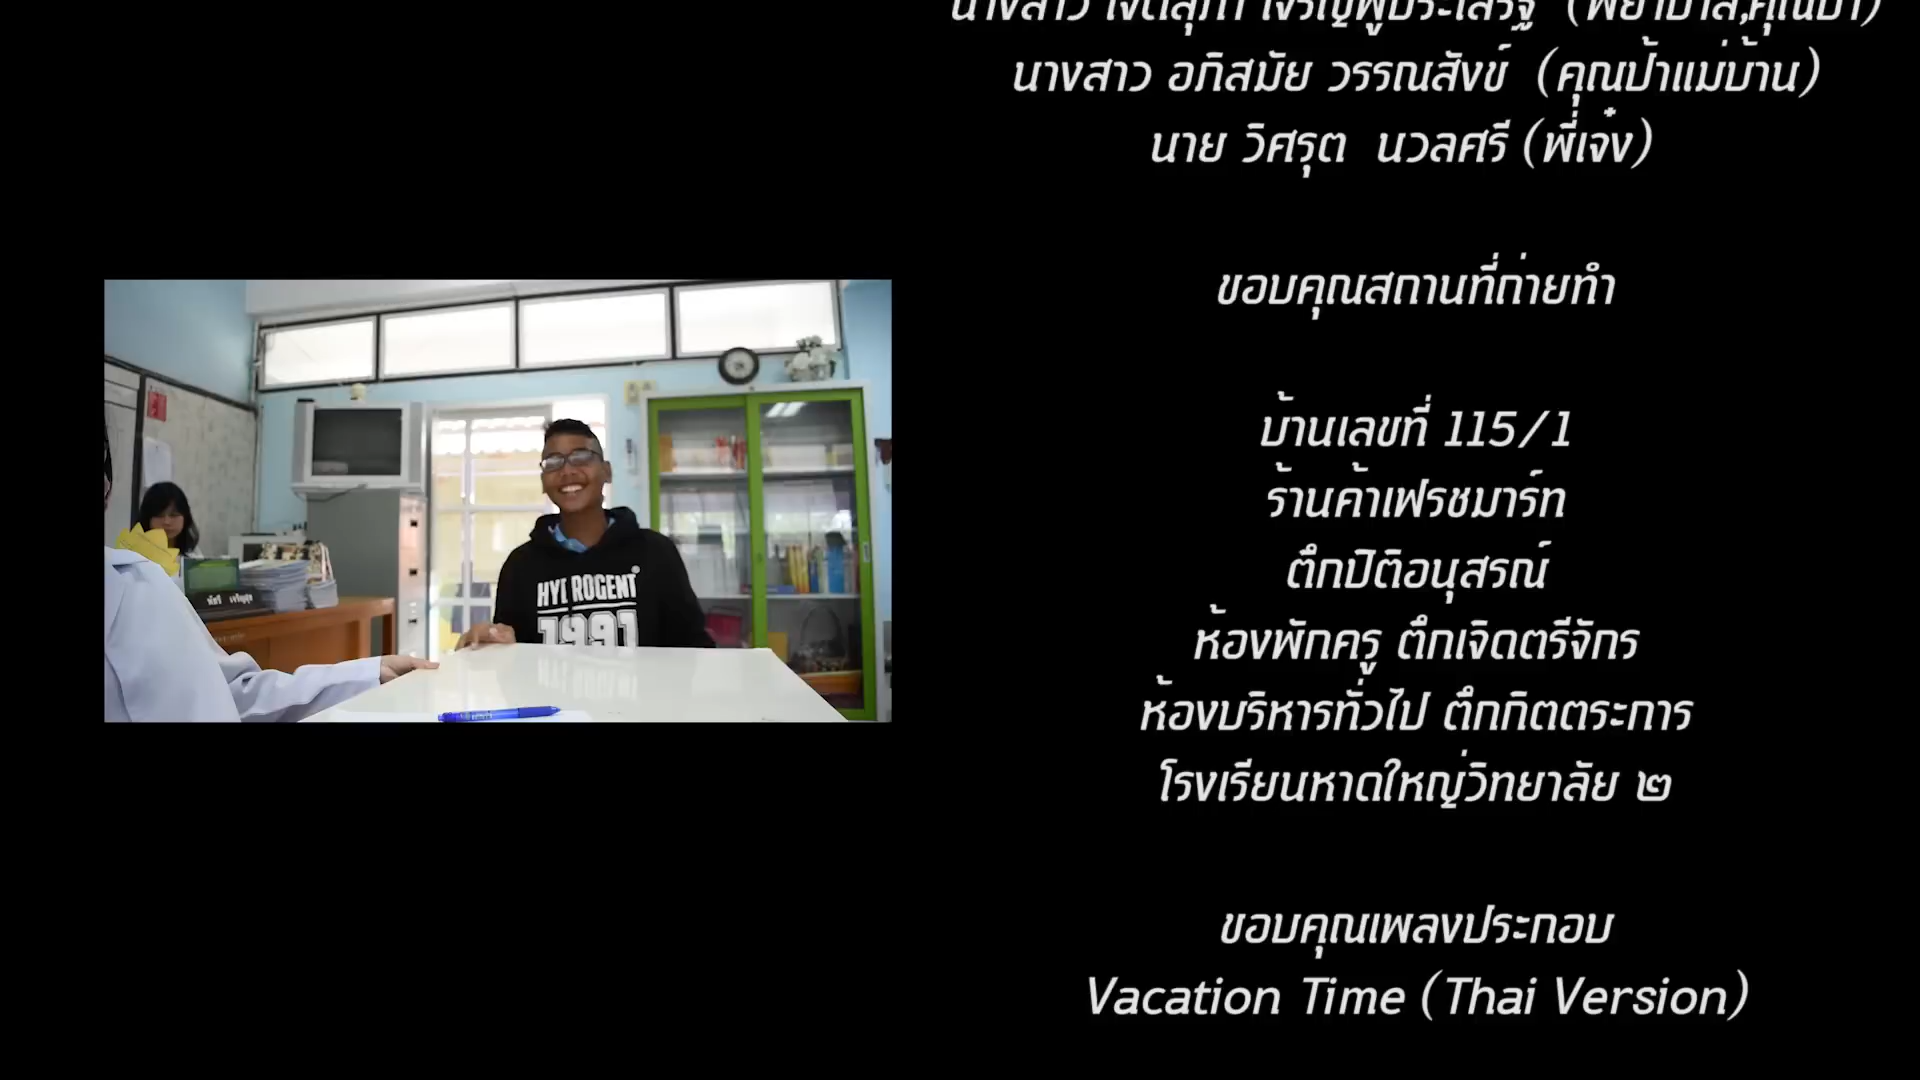 นางสาว อภิสมัย วรรณสังข์ (คุณป้าแม่บ้าน)
นาย วิศรุต นวลศรี (พี่เจ๋ง)
ขอบคุณสถานที่ถ่ายทำ
บ้านเลขที่ 115/1
ร้านค้าเฟรชมาร์ท
ตึกปิติอนุสรณ์
ห้องพักครู ตึกเจิดตรีจักร
ห้องบริหารทั่วไป ตึกกิตตระการ
โรงเรียนหาดใหญ่วิทยาลัย ๒
ขอบคุณเพลงประกอบ
Vacation Time (Thai Version)
HYDROGENT
1991